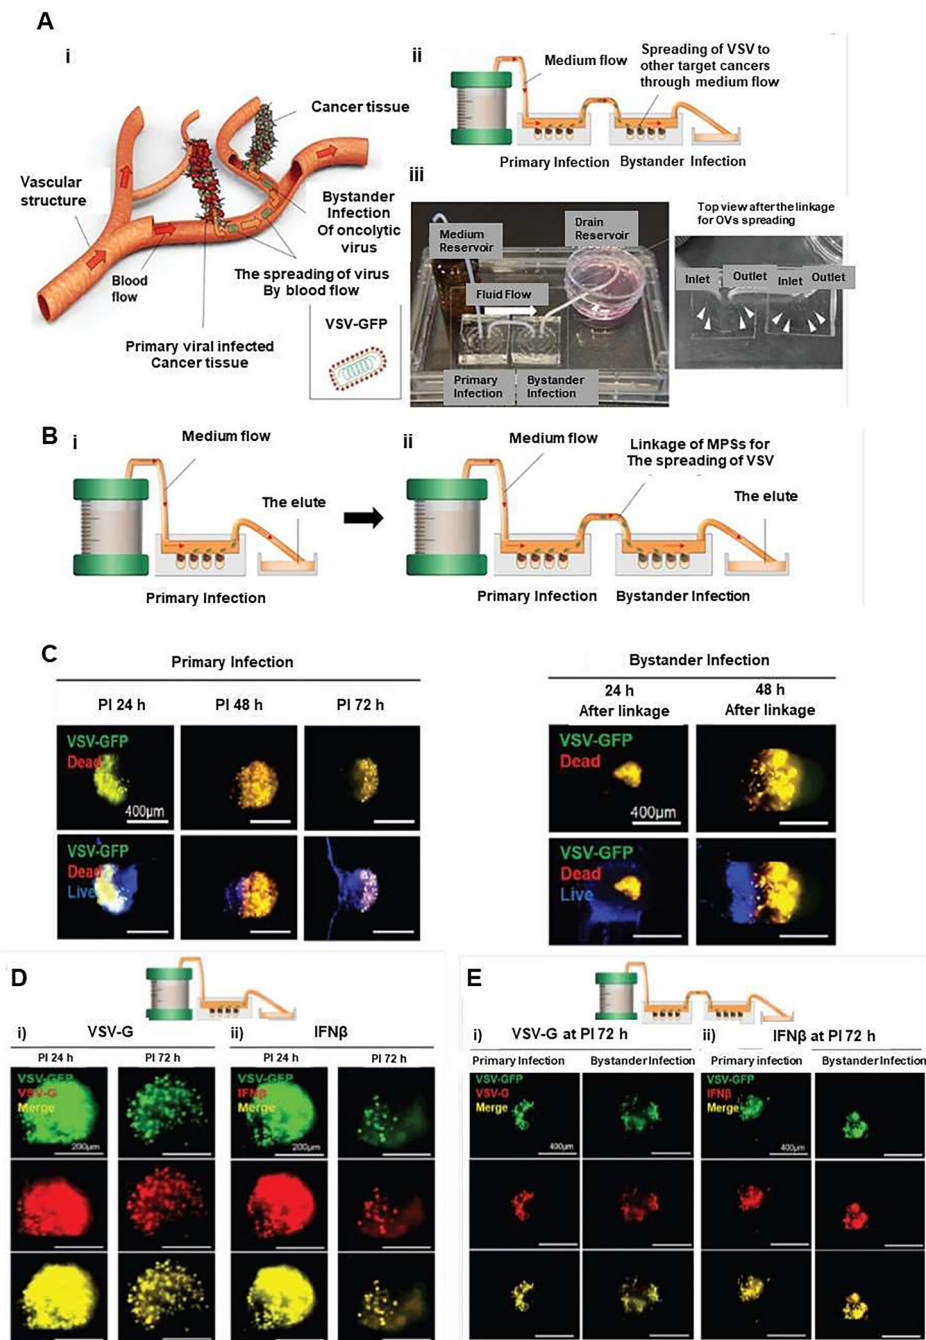 A
i
Cancer tissue
Vascular
structure
Bystander
Infection
Of oncolytic
virus
Blood
flow
The spreading of virus
By blood flow
VSV-GFP
Primary viral infected
Cancer tissue
ii
Medium flow
Spreading of VSV to
other target cancers
through medium flow
Primary Infection
Bystander Infection
iii
Medium
Reservoir
Drain
Reservoir
Fluid Flow
Primary
Infection
Bystander
Infection
Top view after the linkage
for OVs spreading
Inlet
Outlet
Inlet
Outlet
B
i
Medium flow
The elute
Primary Infection
ii
Medium flow
Linkage of MPSs for
The spreading of VSV
The elute
Primary Infection
Bystander Infection
C
Primary Infection
PI 24 h
PI 48 h
PI 72 h
VSV-GFP
Dead
400µm
VSV-GFP
Dead
Live
Bystander Infection
24 h
After linkage
48 h
After linkage
VSV-GFP
Dead
400µm
VSV-GFP
Dead
Live
D
i)
VSV-G
PI 24 h
PI 72 h
VSV-GFP
VSV-G
Merge
200µm
ii)
IFNβ
PI 24 h
PI 72 h
VSV-GFP
IFNβ
Merge
200µm
E
i)
VSV-G at PI 72 h
Primary Infection
Bystander Infection
VSV-GFP
VSV-G
Merge
400µm
ii)
IFNβ at PI 72 h
Primary infection
Bystander Infection
VSV-GFP
IFNβ
Merge
400µm